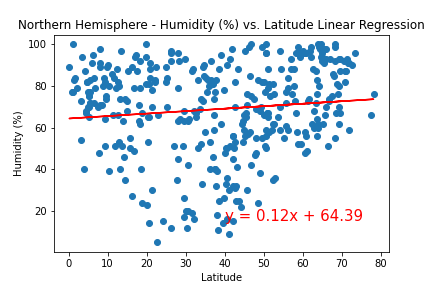 Northern Hemisphere - Humidity (%) vs. Latitude Linear Regression
100
80
60
40
20
Humidity (%)
y = 0.12x + 64.39
0 10 20 30 40 50 60 70 80
Latitude